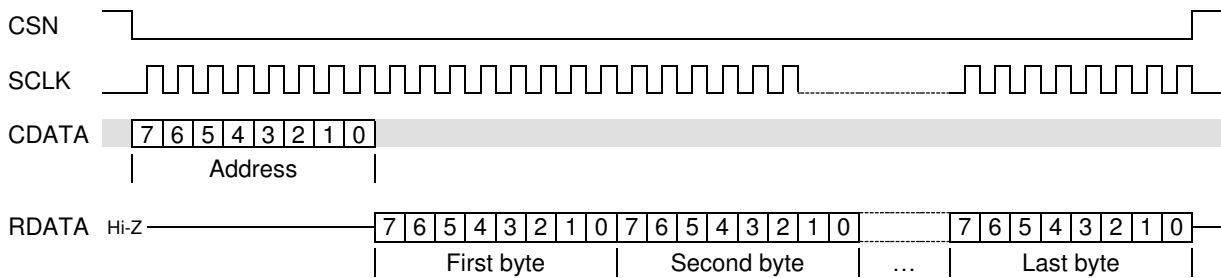 CSN
SCLK
CDATA 7 6 5 4 3 2 1 0
Address
RDATA Hi-Z 7 6 5 4 3 2 1 0 7 6 5 4 3 2 1 0 7 6 5 4 3 2 1 0
First byte Second byte … Last byte